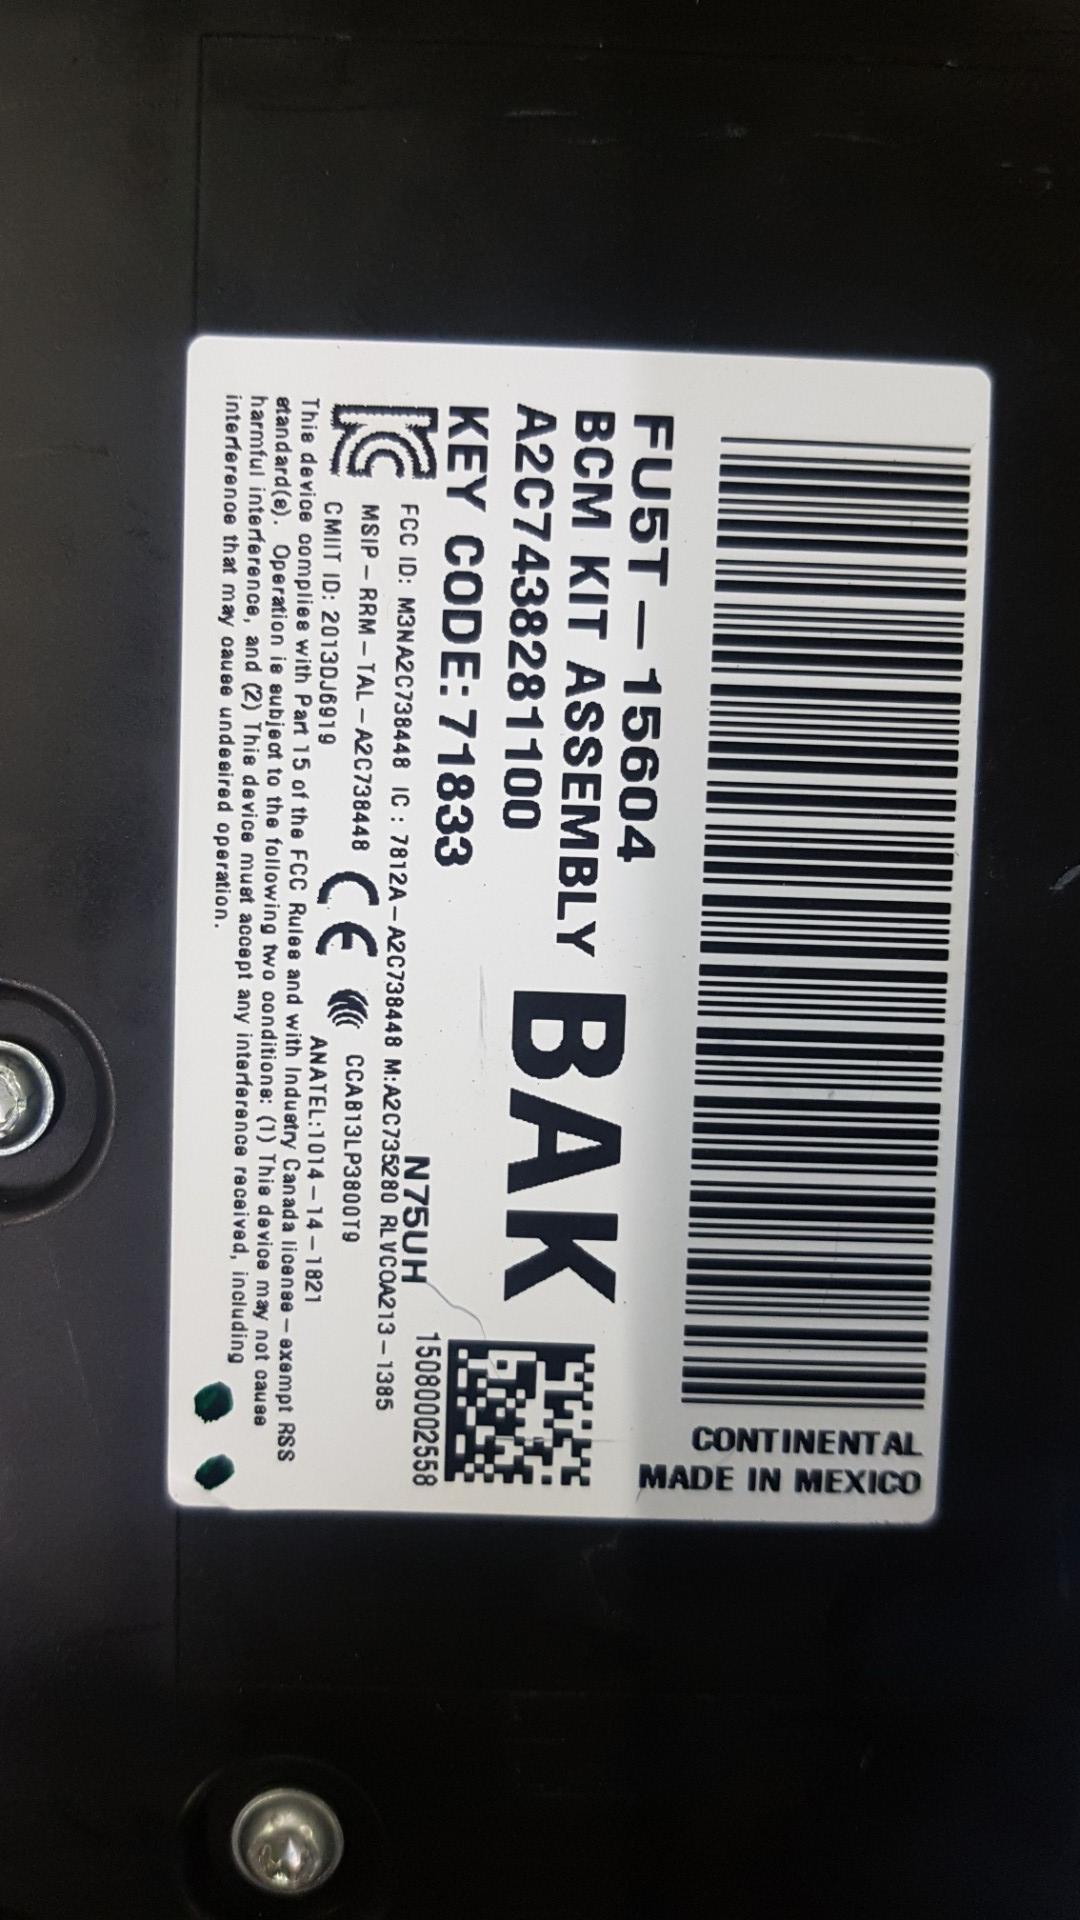 CONTINENTAL
MADE IN MEXICO
FU5T-15604
BCM KIT ASSEMBLY
BAK
A2C7438281100
KEY CODE:71833
N75UH
15080002558
FCC ID: M3NA2C738448 IC : 7812A-A2C738448 M:A2C735280 RLVCOA213-1385
MSIP-RRM-TAL-A2C738448 CE CCAB13LP3800T9
CMIIT ID: 2013DJ6919 ANATEL:1014-14-1821
This device complies with Part 15 of the FCC Rules and with Industry Canada license-exempt RSS
standard(s). Operation is subject to the following two conditions: (1) This device may not cause
harmful interference, and (2) This device must accept any interference received, including
interference that may cause undesired operation.